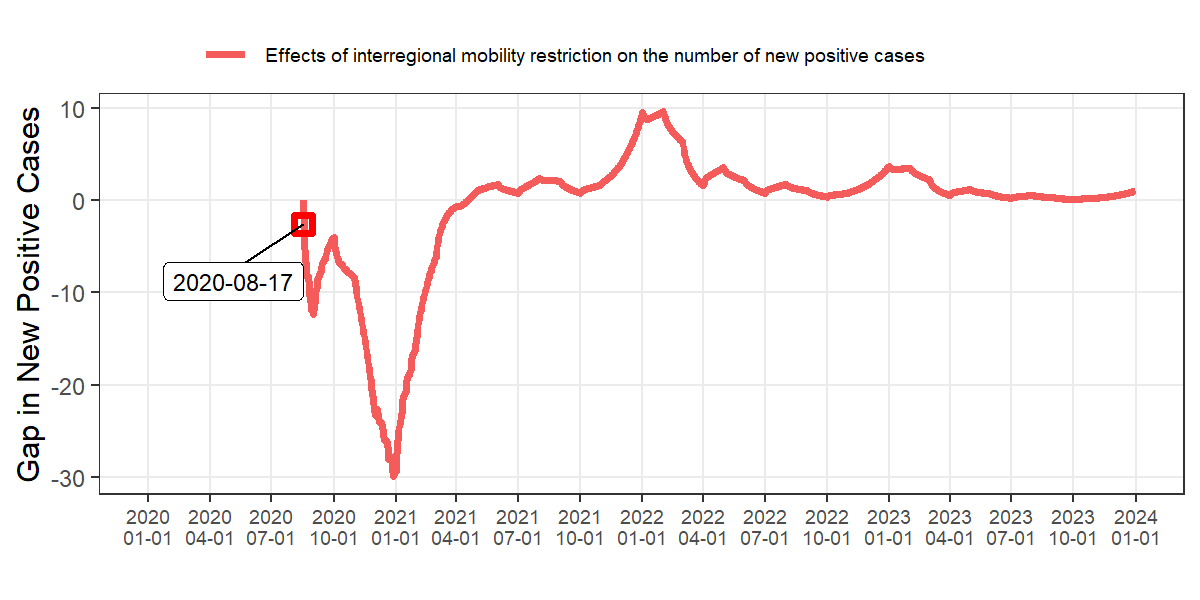 Effects of interregional mobility restriction on the number of new positive cases
Gap in New Positive Cases
10
0
-10
-20
-30
2020-08-17
2020 2020 2020 2020 2021 2021 2021 2021 2022 2022 2022 2022 2023 2023 2023 2023 2024
01-01 04-01 07-01 10-01 01-01 04-01 07-01 10-01 01-01 04-01 07-01 10-01 01-01 04-01 07-01 10-01 01-01